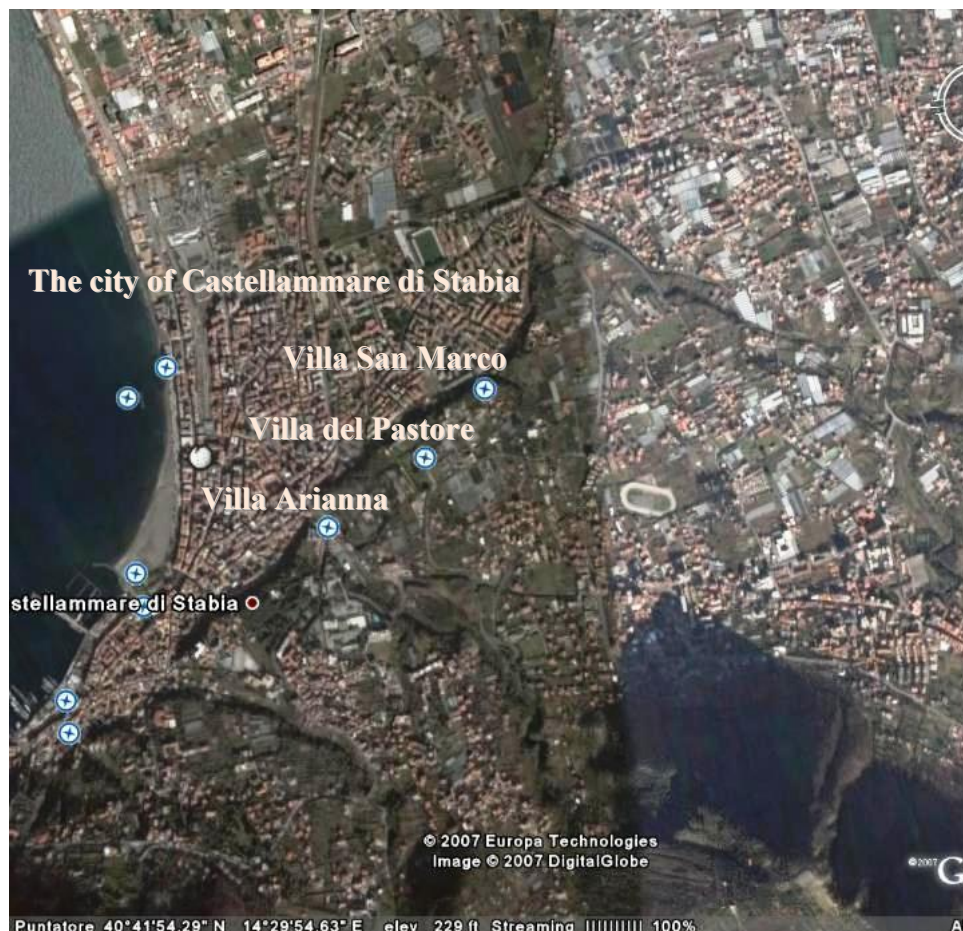 The city of Castellammare di Stabia
Villa San Marco
Villa del Pastore
Villa Arianna
stellammare di Stabia
© 2007 Europa Technologies
Image © 2007 DigitalGlobe
©2007 G
Puntatore 40°41'54.29" N 14°29'54.63" E elev 229 ft Streaming |||||||||| 100% A